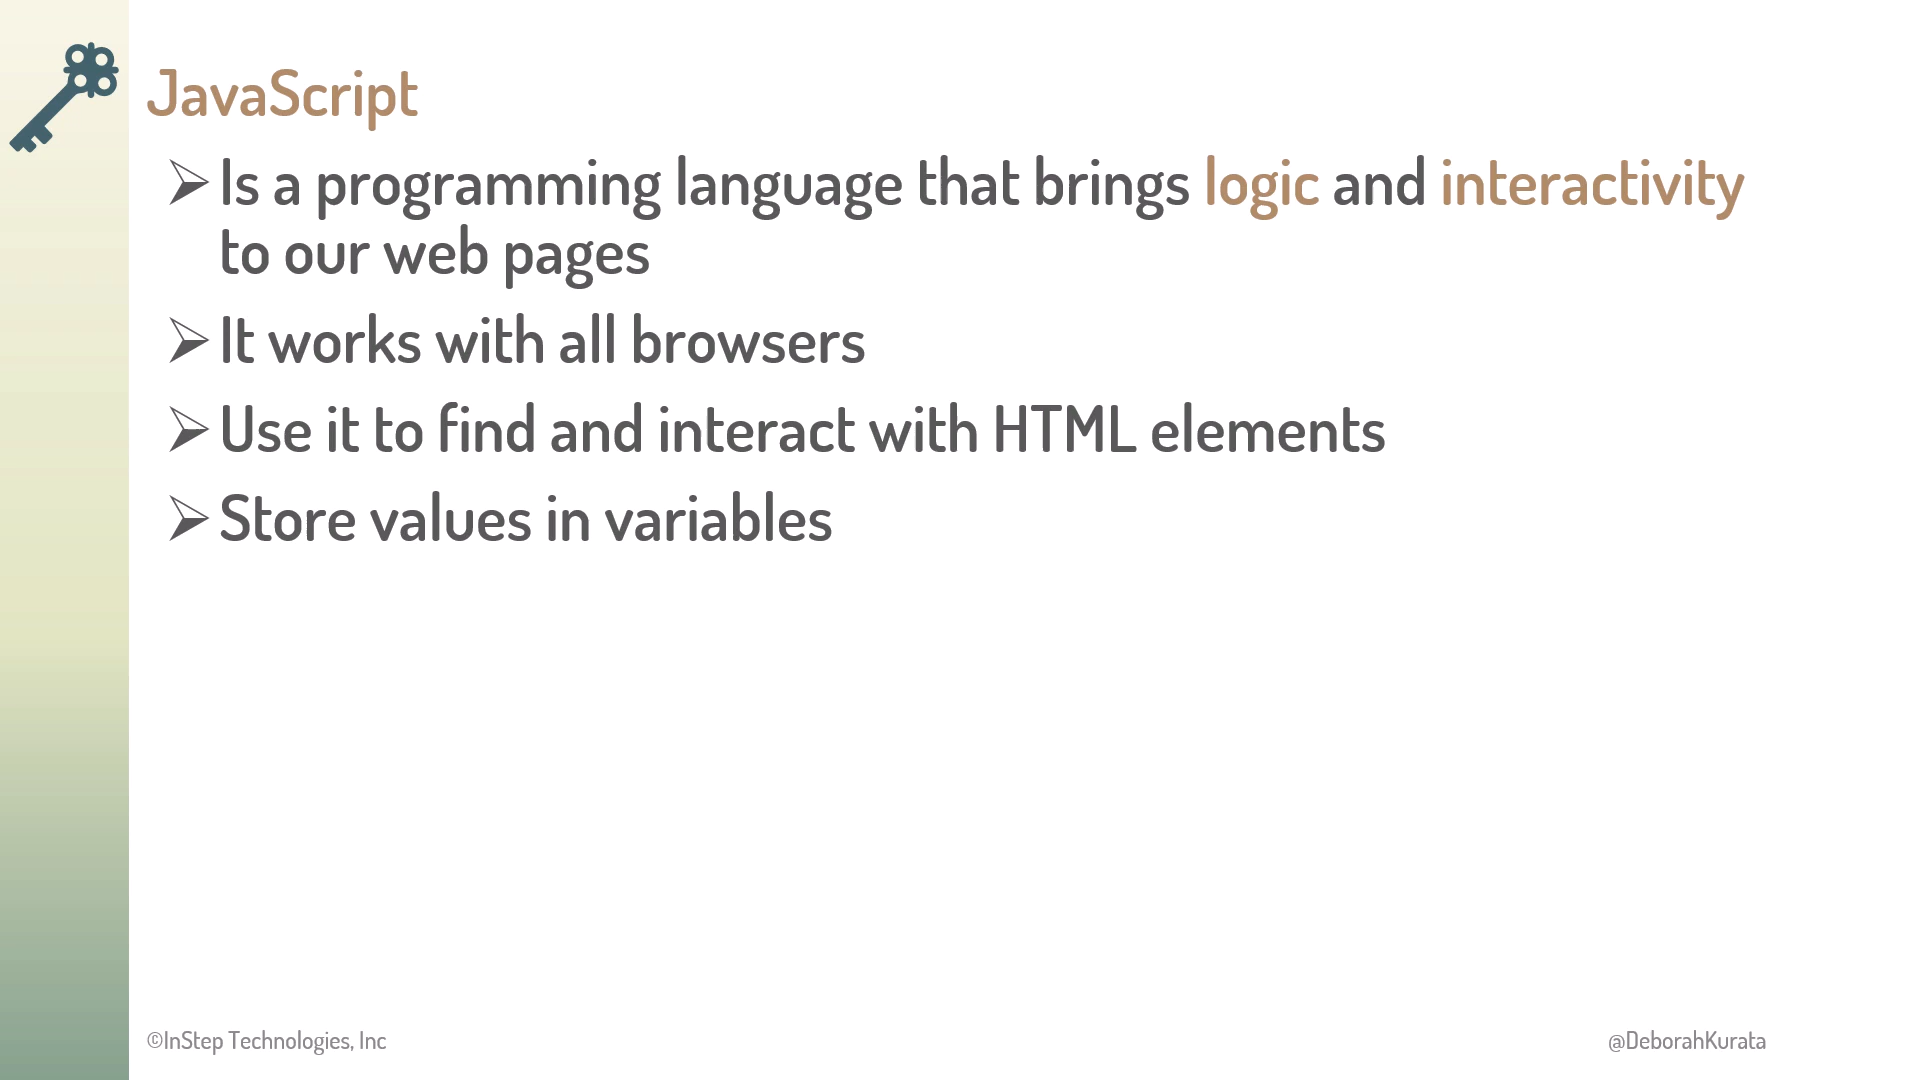 JavaScript
Is a programming language that brings logic and interactivity
to our web pages
It works with all browsers
Use it to find and interact with HTML elements
Store values in variables
©InStep Technologies, Inc
@DeborahKurata